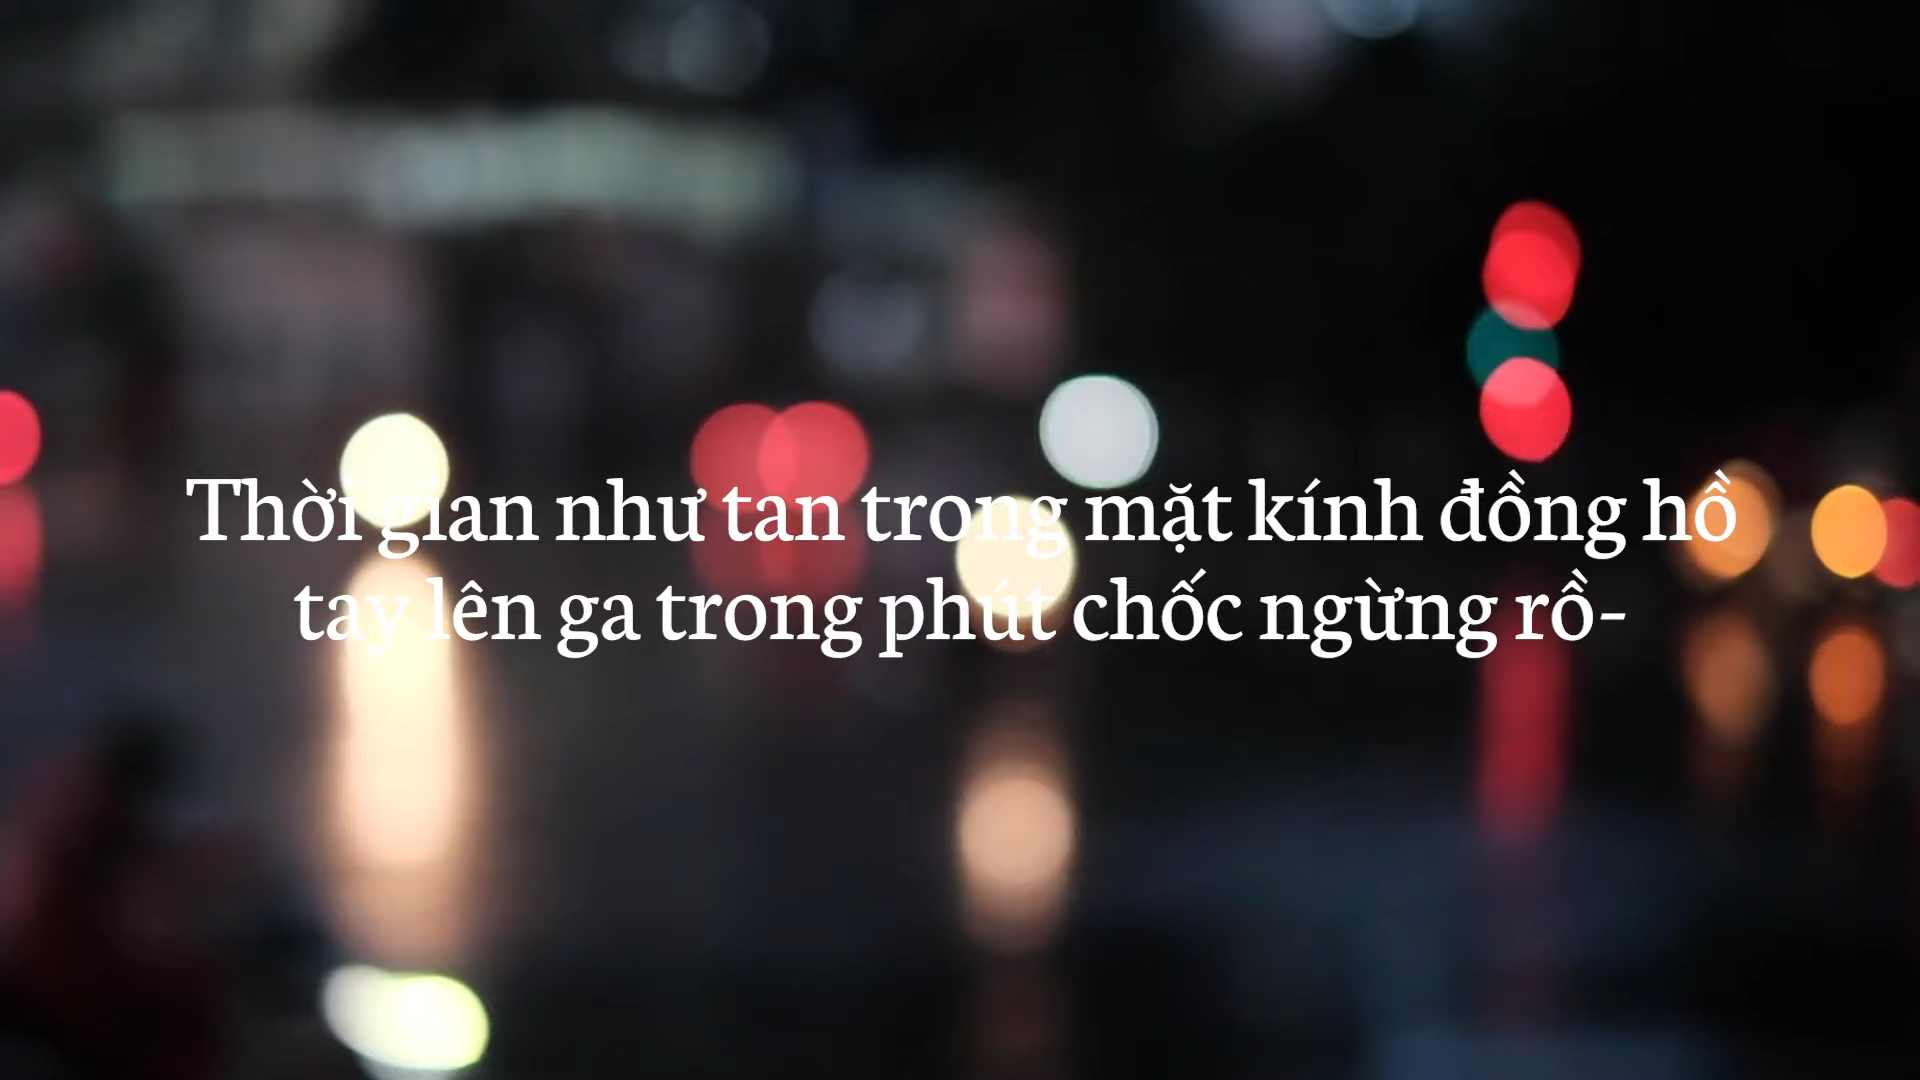 Thời gian như tan trong mặt kính đồng hồ
tay lên ga trong phút chốc ngừng rồ-